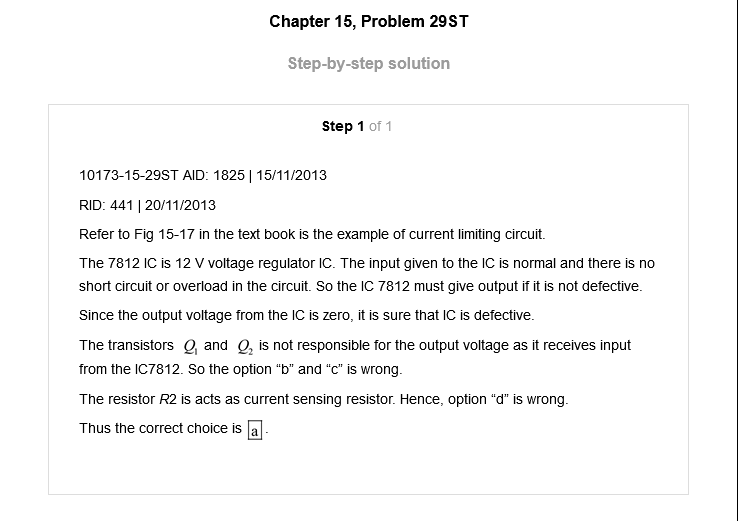 Chapter 15, Problem 29ST
Step-by-step solution
Step 1 of 1
10173-15-29ST AID: 1825 | 15/11/2013
RID: 441 | 20/11/2013
Refer to Fig 15-17 in the text book is the example of current limiting circuit.
The 7812 IC is 12 V voltage regulator IC. The input given to the IC is normal and there is no
short circuit or overload in the circuit. So the IC 7812 must give output if it is not defective.
Since the output voltage from the IC is zero, it is sure that IC is defective.
The transistors Q₁ and Q₂ is not responsible for the output voltage as it receives input
from the IC7812. So the option “b” and “c” is wrong.
The resistor R2 is acts as current sensing resistor. Hence, option “d” is wrong.
Thus the correct choice is a.